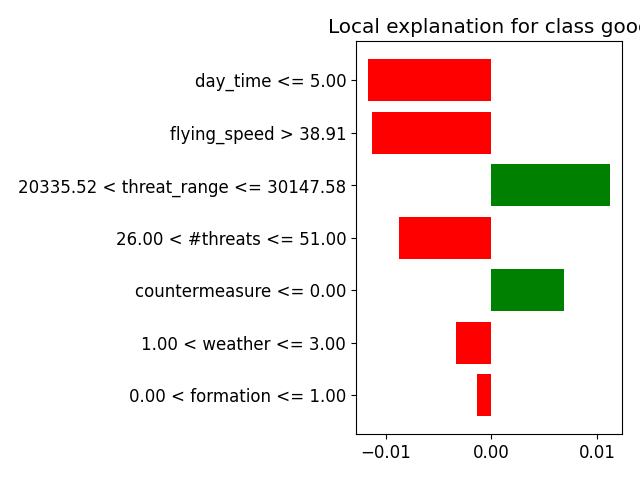 Local explanation for class goo
day_time <= 5.00
flying_speed > 38.91
20335.52 < threat_range <= 30147.58
26.00 < #threats <= 51.00
countermeasure <= 0.00
1.00 < weather <= 3.00
0.00 < formation <= 1.00
−0.01 0.00 0.01